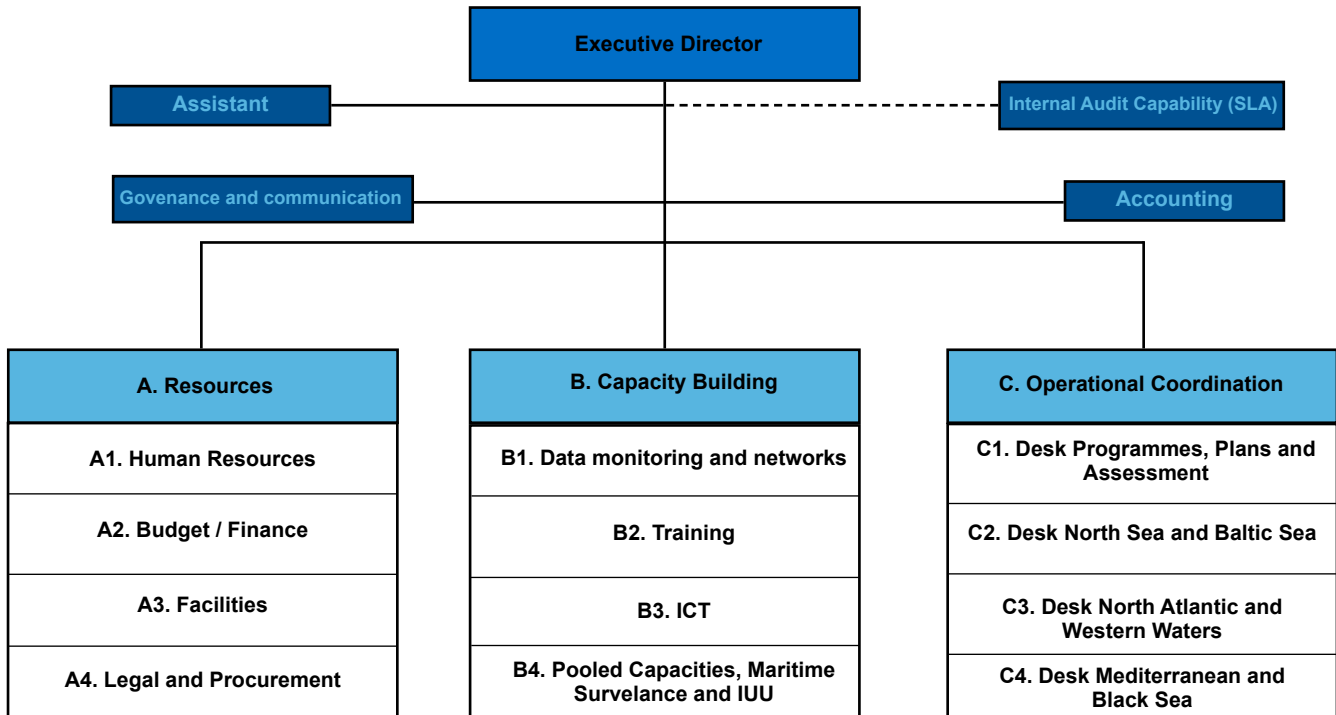 Executive Director
Assistant
Internal Audit Capability (SLA)
Govenance and communication
Accounting
A. Resources
A1. Human Resources
A2. Budget / Finance
A3. Facilities
A4. Legal and Procurement
B. Capacity Building
B1. Data monitoring and networks
B2. Training
B3. ICT
B4. Pooled Capacities, Maritime
Survelance and IUU
C. Operational Coordination
C1. Desk Programmes, Plans and
Assessment
C2. Desk North Sea and Baltic Sea
C3. Desk North Atlantic and
Western Waters
C4. Desk Mediterranean and
Black Sea